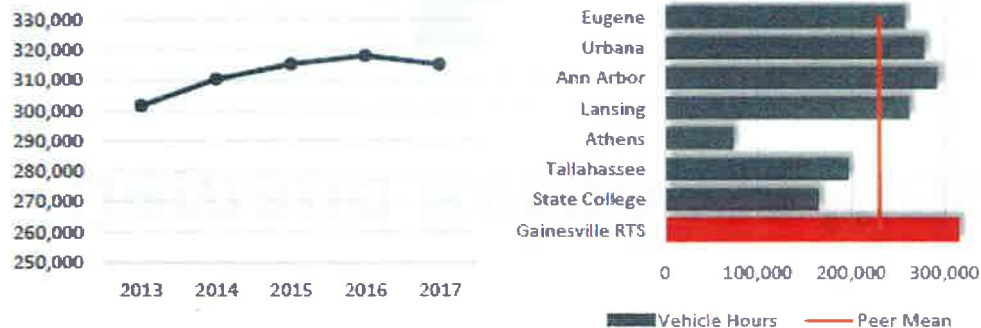 330,000
320,000
310,000
300,000
290,000
280,000
270,000
260,000
250,000
2013 2014 2015 2016 2017
Eugene
Urbana
Ann Arbor
Lansing
Athens
Tallahassee
State College
Gainesville RTS
0 100,000 200,000 300,000
Vehicle Hours Peer Mean